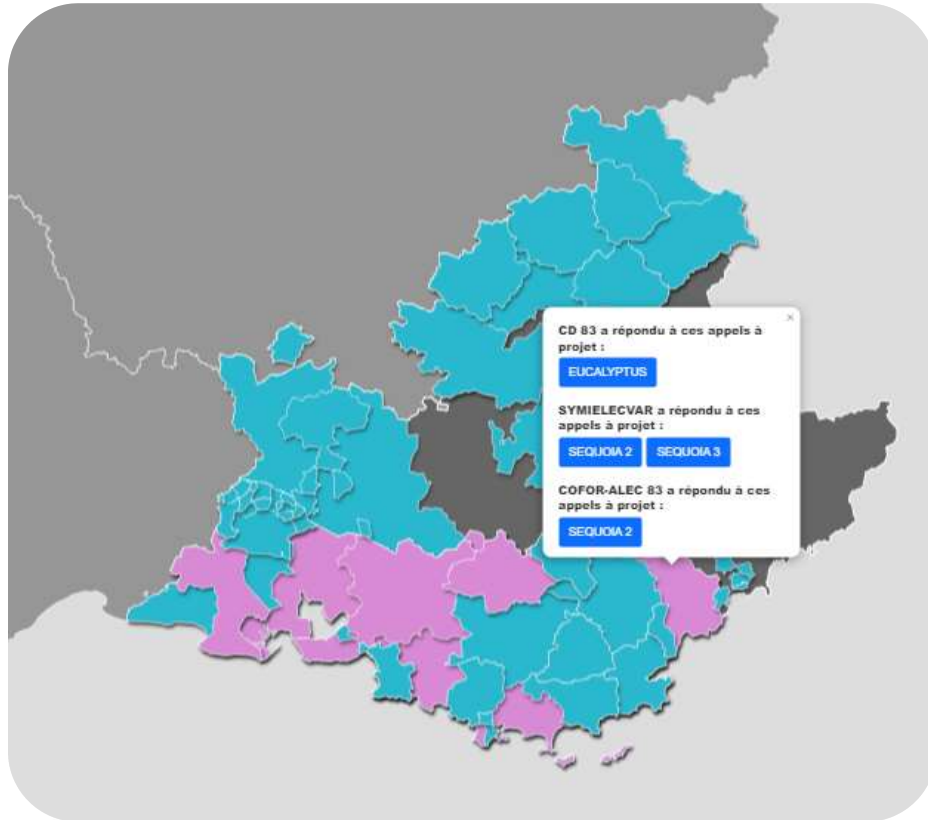 ×
CD 83 a répondu à ces appels à
projet :
EUCALYPTUS
SYMIELECVAR a répondu à ces
appels à projet :
SEQUOIA 2 SEQUOIA 3
COFOR-ALEC 83 a répondu à ces
appels à projet :
SEQUOIA 2